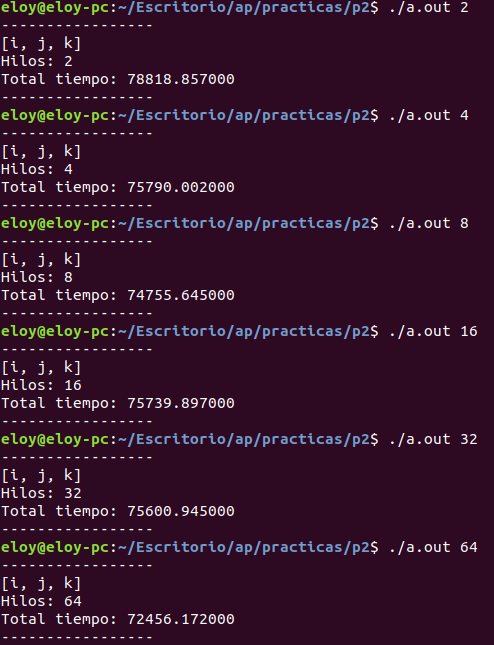 eloy@eloy-pc:~/Escritorio/ap/practicas/p2$ ./a.out 2
-----------------
[i, j, k]
Hilos: 2
Total tiempo: 78818.857000
-----------------
eloy@eloy-pc:~/Escritorio/ap/practicas/p2$ ./a.out 4
-----------------
[i, j, k]
Hilos: 4
Total tiempo: 75790.002000
-----------------
eloy@eloy-pc:~/Escritorio/ap/practicas/p2$ ./a.out 8
-----------------
[i, j, k]
Hilos: 8
Total tiempo: 74755.645000
-----------------
eloy@eloy-pc:~/Escritorio/ap/practicas/p2$ ./a.out 16
-----------------
[i, j, k]
Hilos: 16
Total tiempo: 75739.897000
-----------------
eloy@eloy-pc:~/Escritorio/ap/practicas/p2$ ./a.out 32
-----------------
[i, j, k]
Hilos: 32
Total tiempo: 75600.945000
-----------------
eloy@eloy-pc:~/Escritorio/ap/practicas/p2$ ./a.out 64
-----------------
[i, j, k]
Hilos: 64
Total tiempo: 72456.172000
-----------------